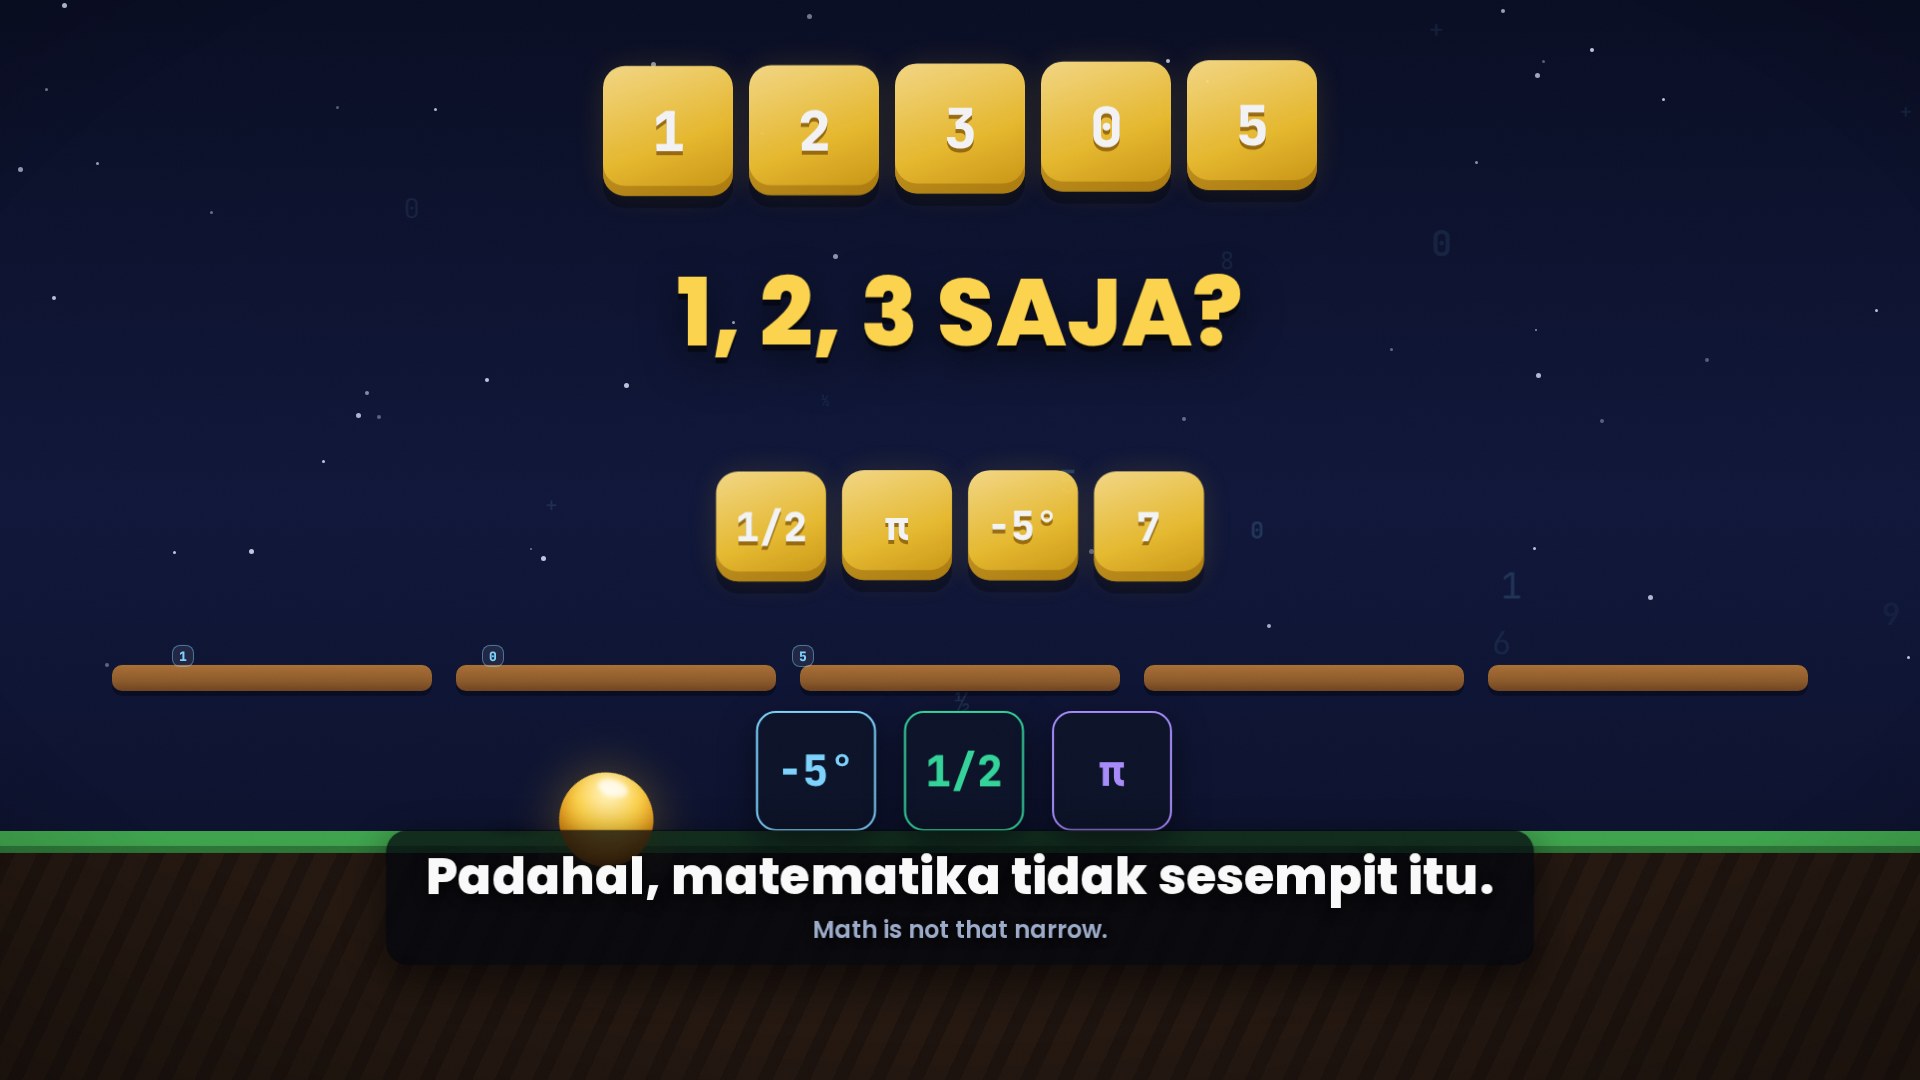 1 2 3 0 5
1, 2, 3 SAJA?
1/2 π -5° 7
1 0 5
-5° 1/2 π
Padahal, matematika tidak sesempit itu.
Math is not that narrow.